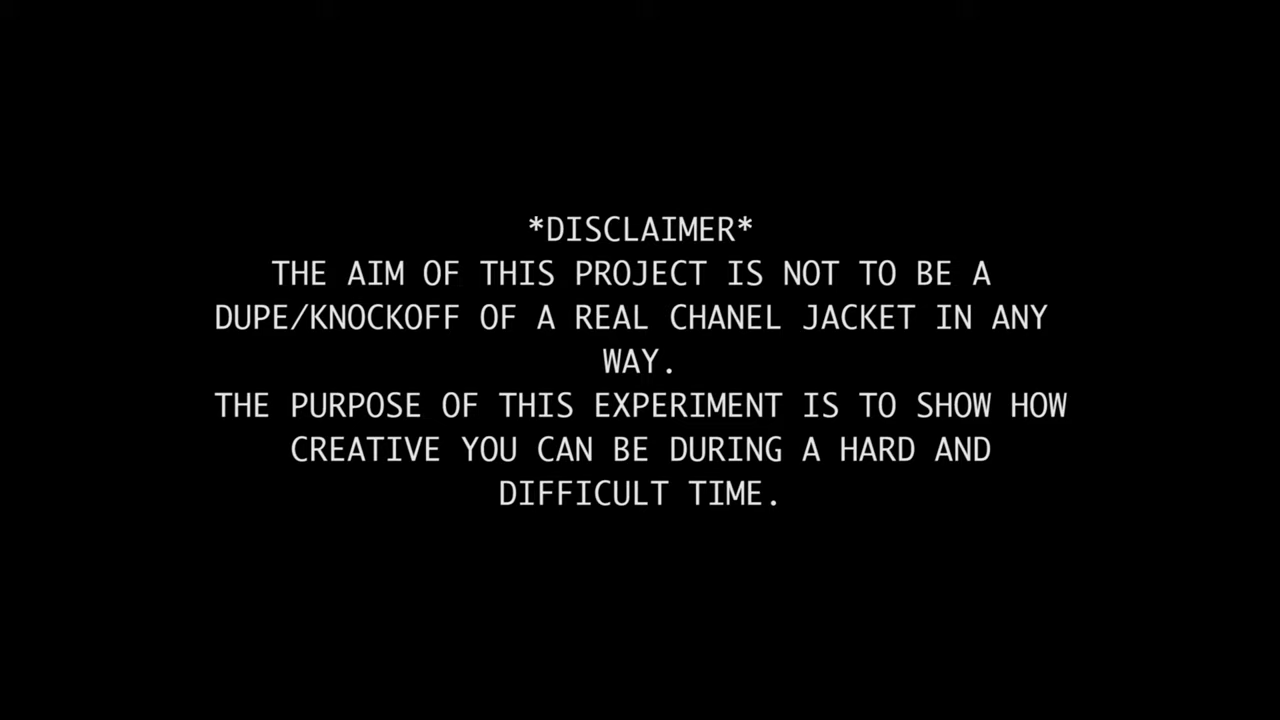 *DISCLAIMER*
THE AIM OF THIS PROJECT IS NOT TO BE A
DUPE/KNOCKOFF OF A REAL CHANEL JACKET IN ANY
WAY.
THE PURPOSE OF THIS EXPERIMENT IS TO SHOW HOW
CREATIVE YOU CAN BE DURING A HARD AND
DIFFICULT TIME.